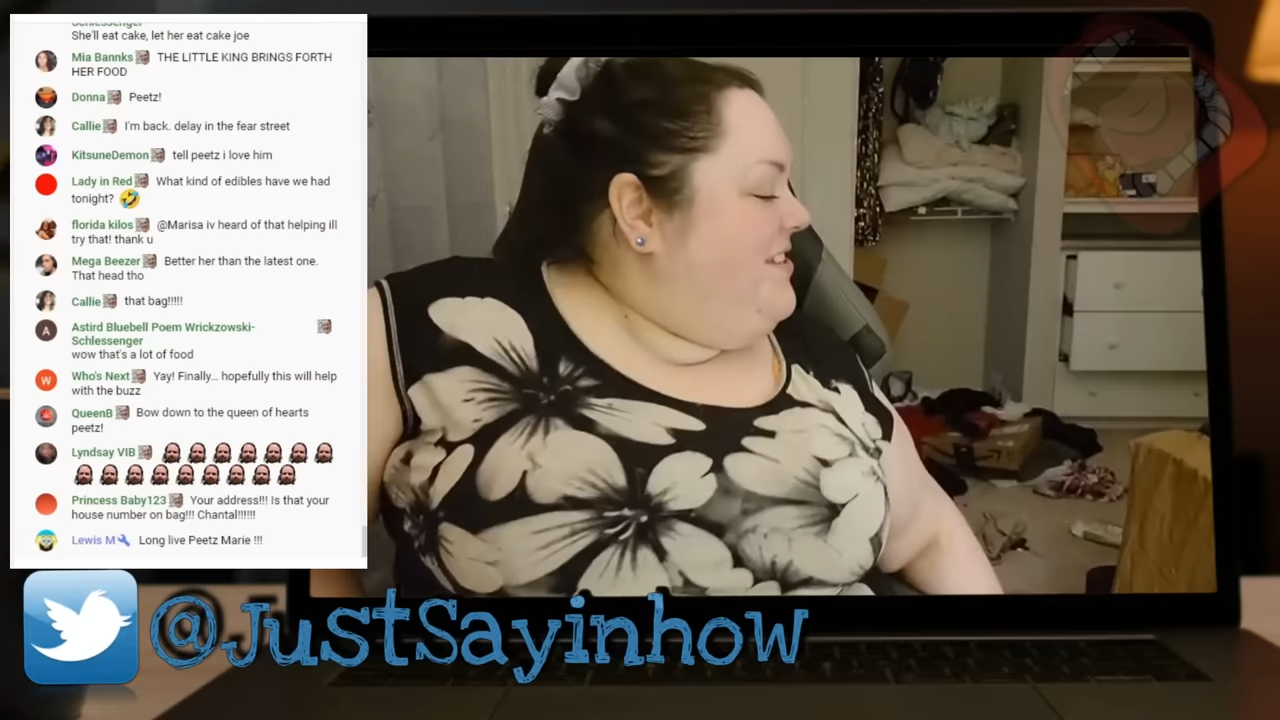 Schlessenger
She'll eat cake, let her eat cake joe
Mia Bannks THE LITTLE KING BRINGS FORTH
HER FOOD
Donna Peetz!
Callie I'm back. delay in the fear street
KitsuneDemon tell peetz i love him
Lady in Red What kind of edibles have we had
tonight? 🤣
florida kilos @Marisa iv heard of that helping ill
try that! thank u
Mega Beezer Better her than the latest one.
That head tho
Callie that bag!!!!!
A Astird Bluebell Poem Wrickzowski-
Schlessenger
wow that's a lot of food
W Who's Next Yay! Finally... hopefully this will help
with the buzz
QueenB Bow down to the queen of hearts
peetz!
Lyndsay VIB
Princess Baby123 Your address!!! Is that your
house number on bag!!! Chantal!!!!!!
Lewis M Long live Peetz Marie !!!
@JustSayinhow